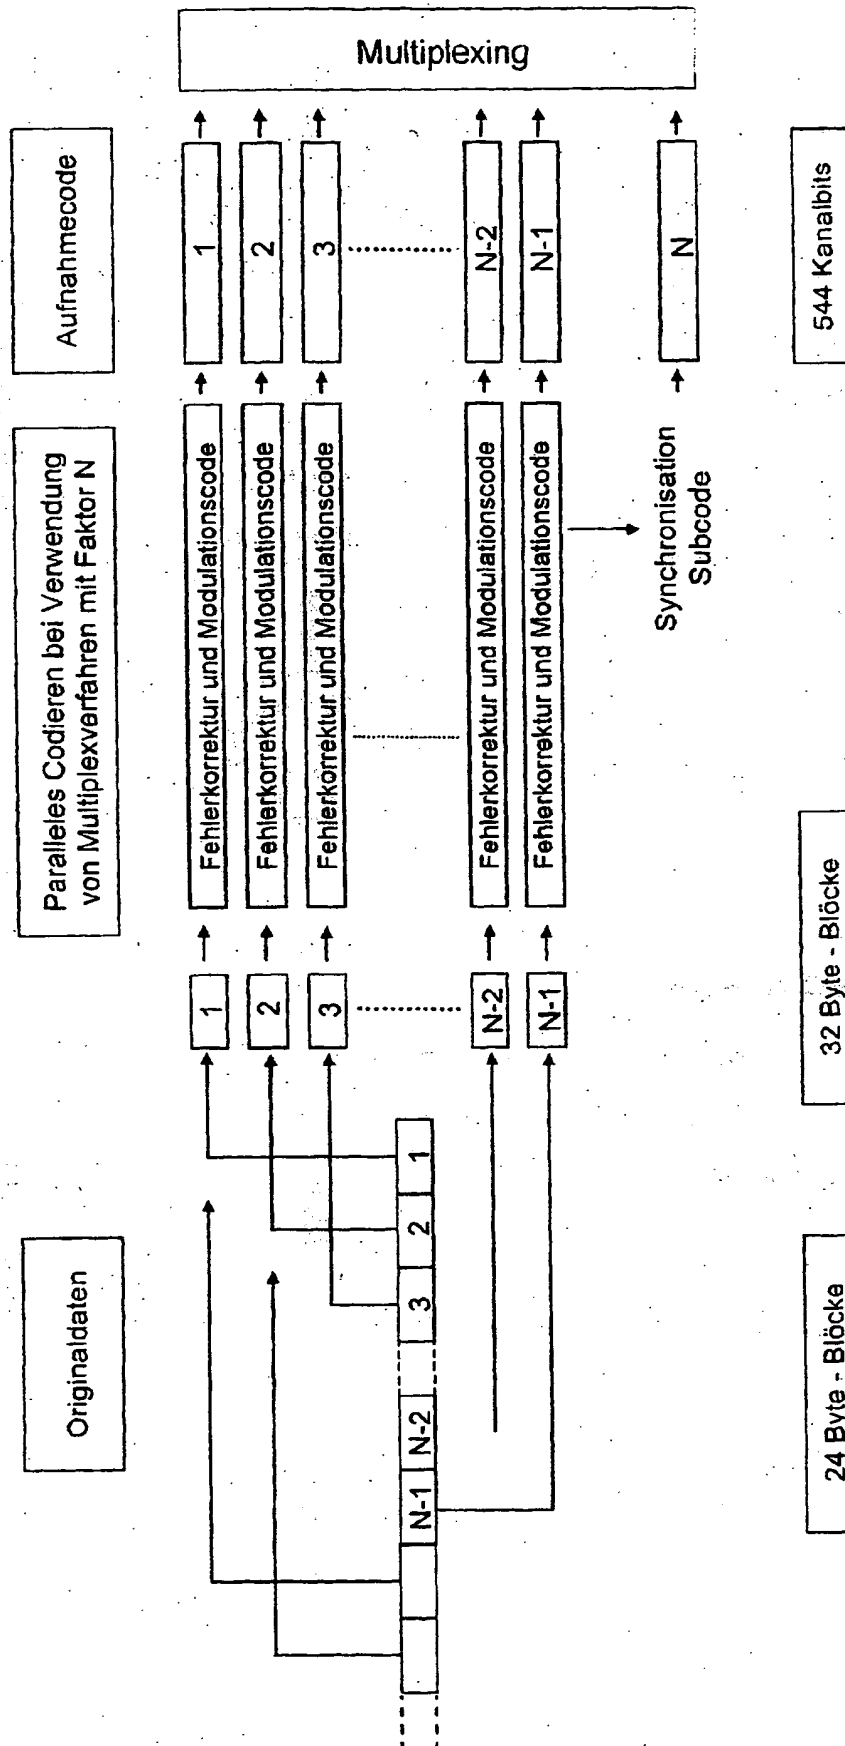 Originaldaten
Paralleles Codieren bei Verwendung
von Multiplexverfahren mit Faktor N
Aufnahmecode
Multiplexing
N-1
N-2
3
2
1
1
2
3
N-2
N-1
Fehlerkorrektur und Modulationscode
Fehlerkorrektur und Modulationscode
Fehlerkorrektur und Modulationscode
Fehlerkorrektur und Modulationscode
Fehlerkorrektur und Modulationscode
Synchronisation
Subcode
1
2
3
N-2
N-1
N
24 Byte - Blöcke
32 Byte - Blöcke
544 Kanalbits